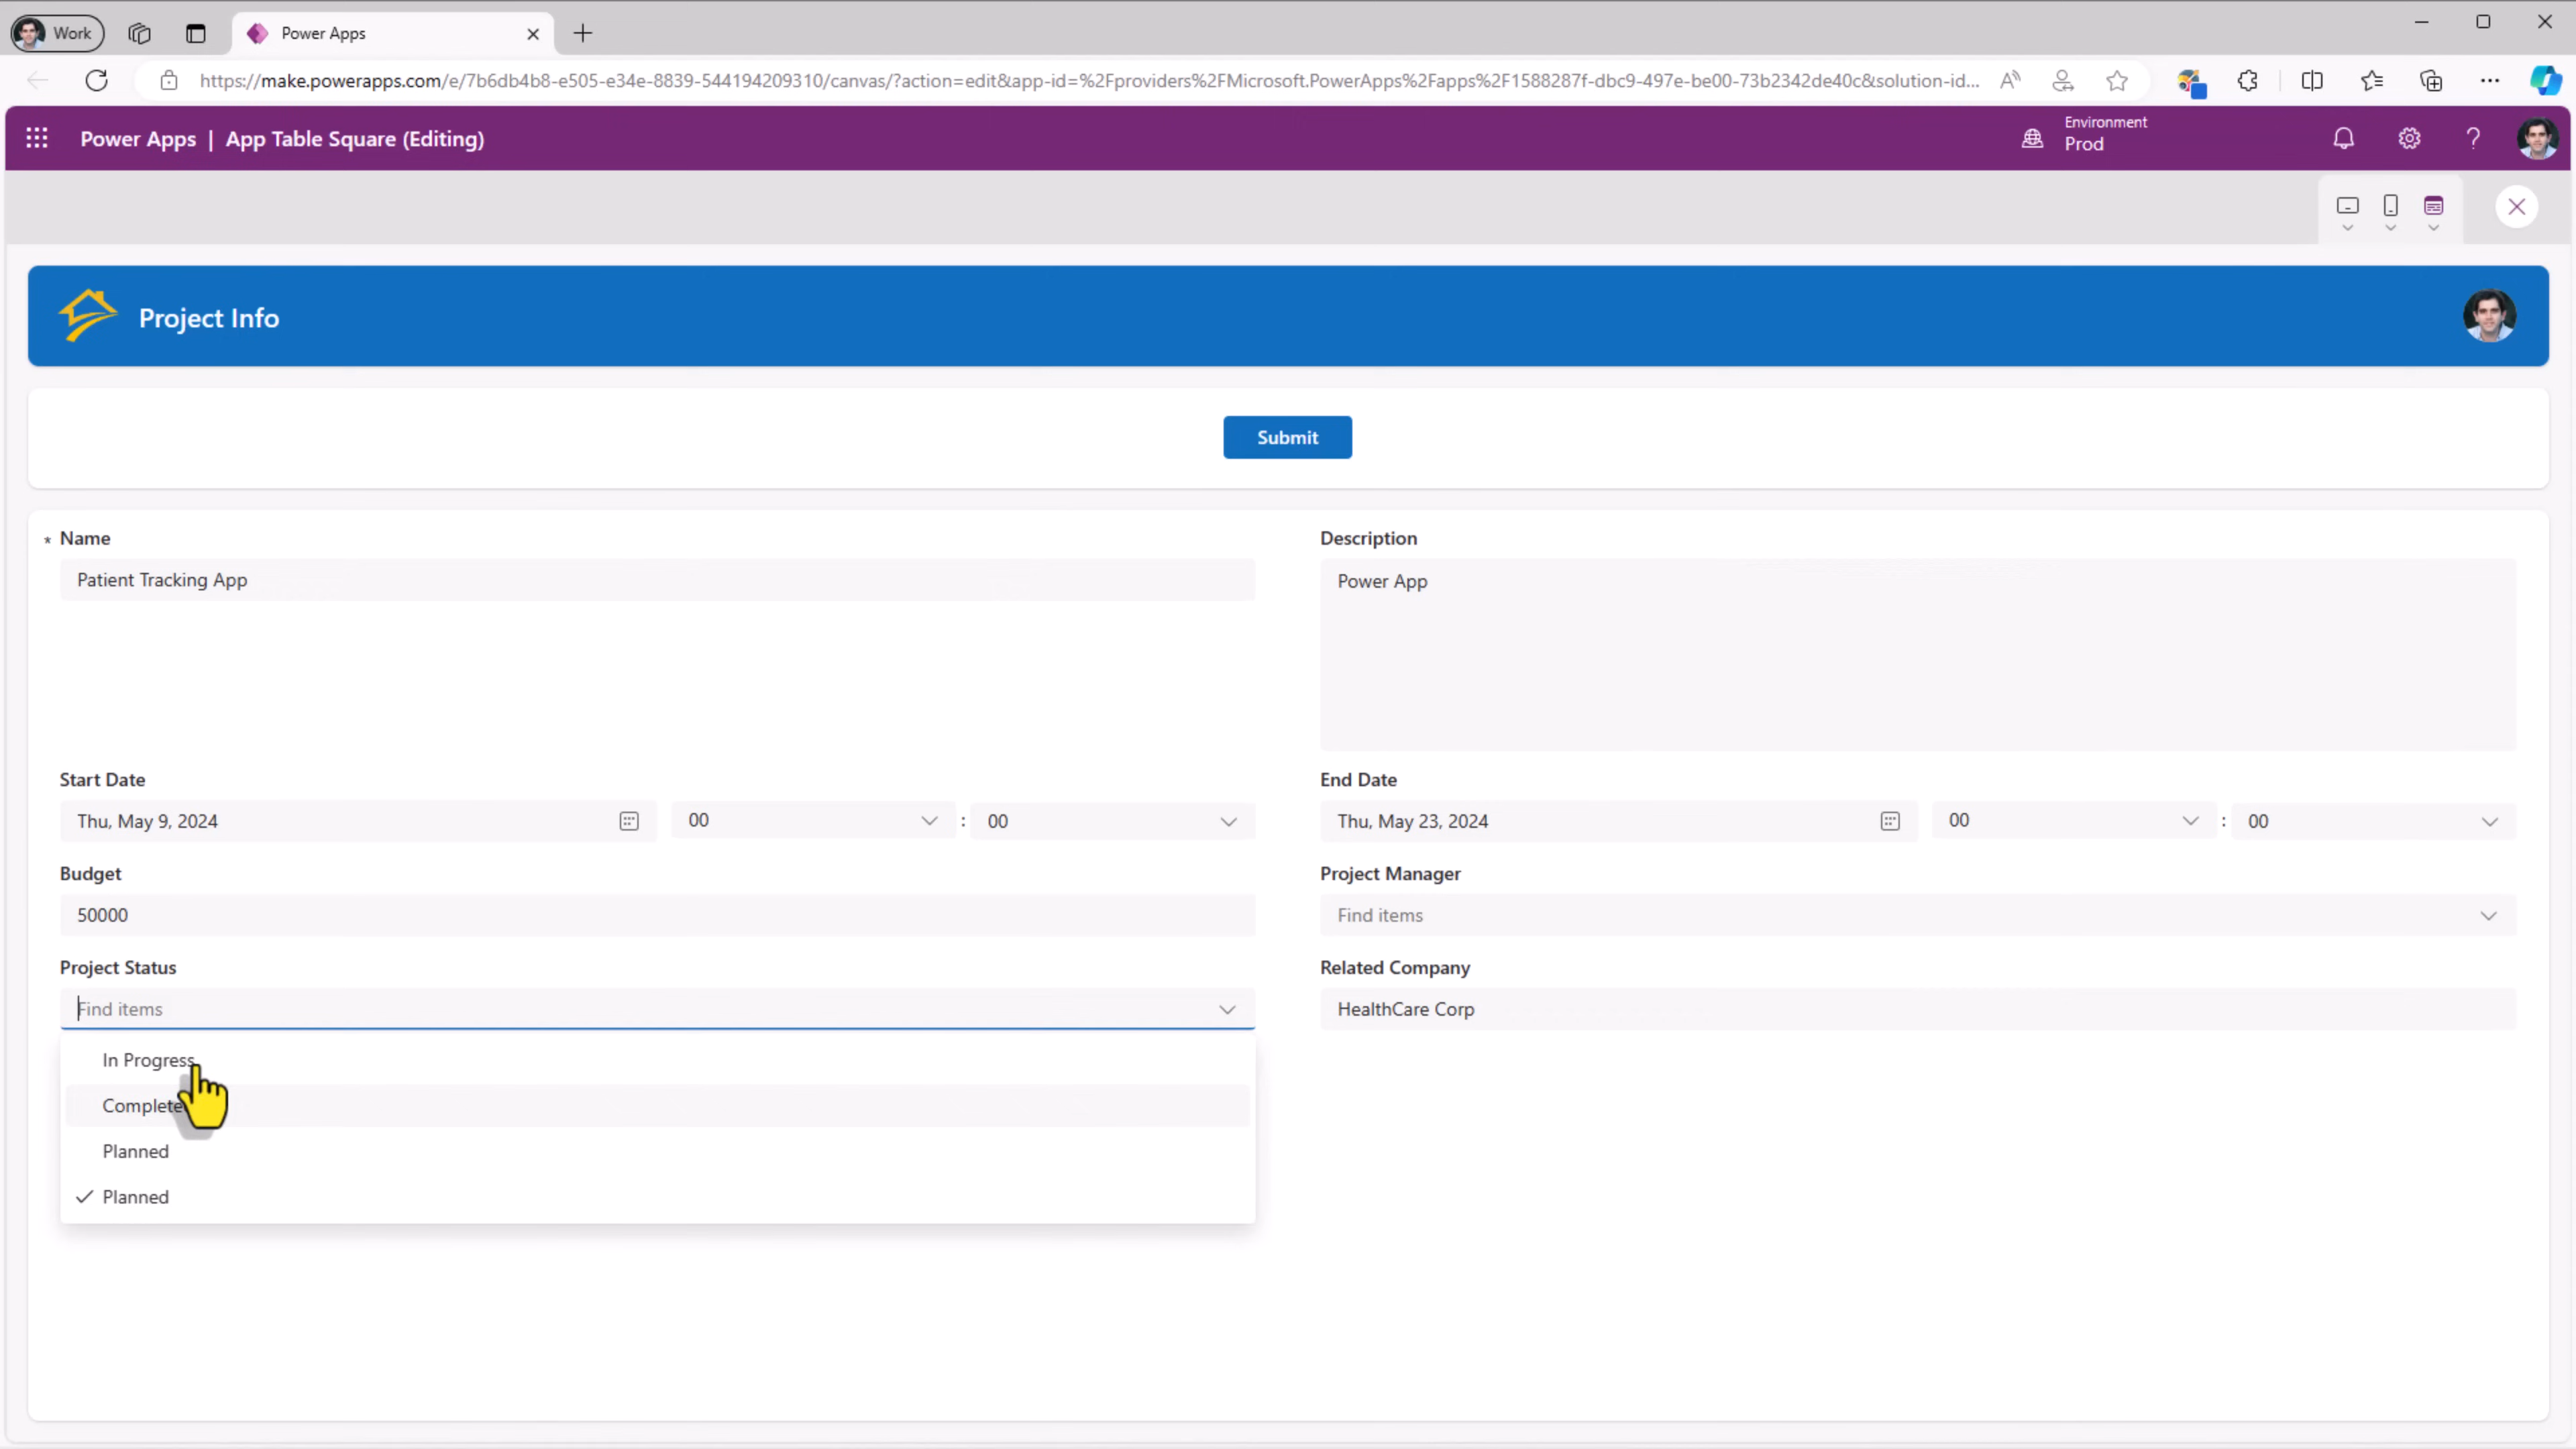 Work
Power Apps
https://make.powerapps.com/e/7b6db4b8-e505-e34e-8839-544194209310/canvas/?action=edit&app-id=%2Fproviders%2FMicrosoft.PowerApps%2Fapps%2F1588287f-dbc9-497e-be00-73b2342de40c&solution-id...
Power Apps | App Table Square (Editing)
Environment
Prod
Project Info
Submit
* Name
Description
Patient Tracking App
Power App
Start Date
End Date
Thu, May 9, 2024
00
:
00
Thu, May 23, 2024
00
:
00
Budget
Project Manager
50000
Find items
Project Status
Related Company
Find items
HealthCare Corp
In Progress
Complete
Planned
Planned